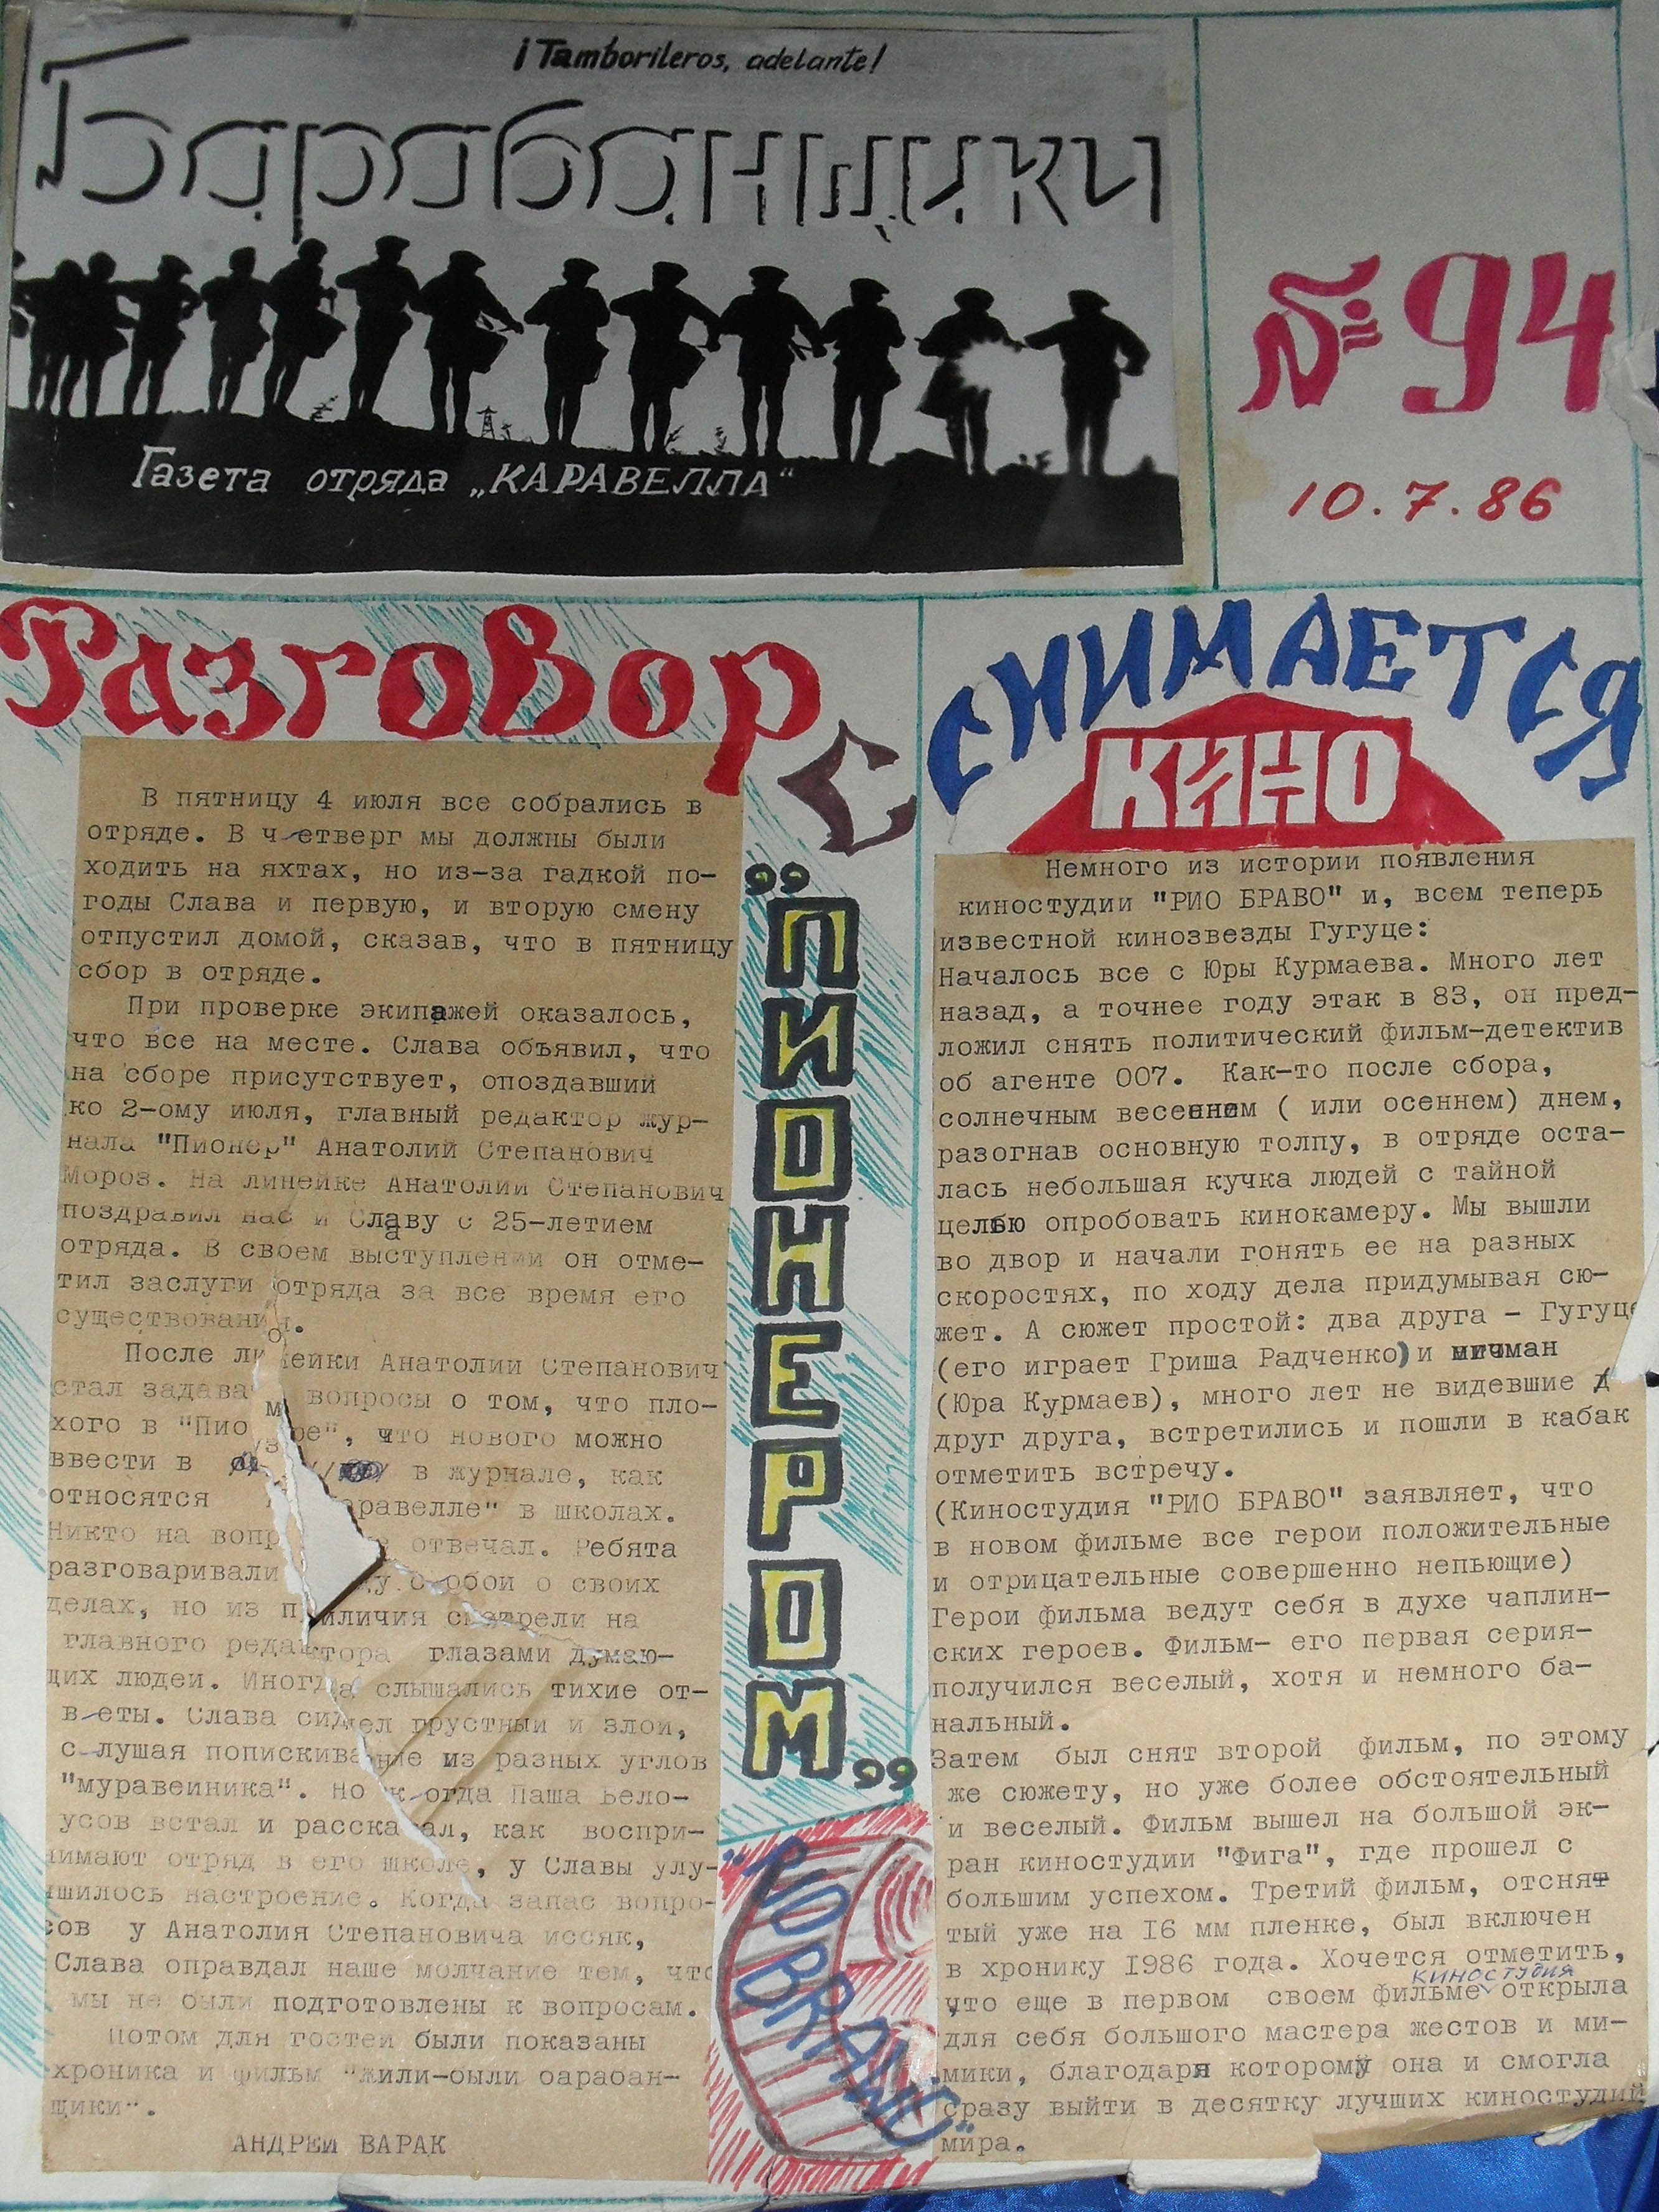 ¡Tamborileros, adelante!
Барабанщики
Газета отряда „КАРАВЕЛЛА“
№ 94
10.7.86
Разговор
с
„ПИОНЕРОМ„
В пятницу 4 июля все собрались в
отряде. В четверг мы должны были
ходить на яхтах, но из-за гадкой по-
годы Слава и первую, и вторую смену
отпустил домой, сказав, что в пятницу
сбор в отряде.
При проверке экипажей оказалось,
что все на месте. Слава объявил, что
на сборе присутствует, опоздавший
ко 2-ому июля, главный редактор жур-
нала "Пионер" Анатолий Степанович
Мороз. На линейке Анатолий Степанович
поздравил нас и Славу с 25-летием
отряда. В своем выступлении он отме-
тил заслуги отряда за все время его
существования.
После линейки Анатолий Степанович
стал задава вопросы о том, что пло-
хого в "Пио ре", что нового можно
ввести в в журнале, как
относятся аравелле" в школах.
Никто на вопр отвечал. Ребята
разговаривали ду собой о своих
делах, но из приличия смотрели на
главного редактора глазами думаю-
щих людей. Иногда слышались тихие от-
веты. Слава сидел грустный и злой,
слушая попискивание из разных углов
"муравейника". Но когда Паша Бело-
усов встал и рассказал, как воспри-
нимают отряд в его школе, у Славы улу-
чшилось настроение. Когда запас вопро-
сов у Анатолия Степановича иссяк,
Слава оправдал наше молчание тем, что
мы не были подготовлены к вопросам.
Потом для гостей были показаны
хроника и фильм "Жили-были барабан-
щики".
АНДРЕЙ ВАРАК
"RIO BRAVO"
СНИМАЕТСЯ
КИНО
Немного из истории появления
киностудии "РИО БРАВО" и, всем теперь
известной кинозвезды Гугуце:
Началось все с Юры Курмаева. Много лет
назад, а точнее году этак в 83, он пред-
ложил снять политический фильм-детектив
об агенте 007. Как-то после сбора,
солнечным весенним ( или осеннем) днем,
разогнав основную толпу, в отряде оста-
лась небольшая кучка людей с тайной
целью опробовать кинокамеру. Мы вышли
во двор и начали гонять ее на разных
скоростях, по ходу дела придумывая сю-
жет. А сюжет простой: два друга - Гугуце
(его играет Гриша Радченко) и мичман
(Юра Курмаев), много лет не видевшие д
друг друга, встретились и пошли в кабак
отметить встречу.
(Киностудия "РИО БРАВО" заявляет, что
в новом фильме все герои положительные
и отрицательные совершенно непьющие)
Герои фильма ведут себя в духе чаплин-
ских героев. Фильм- его первая серия-
получился веселый, хотя и немного ба-
нальный.
Затем был снят второй фильм, по этому
же сюжету, но уже более обстоятельный
и веселый. Фильм вышел на большой эк-
ран киностудии "Фига", где прошел с
большим успехом. Третий фильм, отснят
тый уже на 16 мм пленке, был включен
в хронику 1986 года. Хочется отметить,
что еще в первом своем фильме киностудия открыла
для себя большого мастера жестов и ми-
мики, благодаря которому она и смогла
сразу выйти в десятку лучших киностудий
мира.